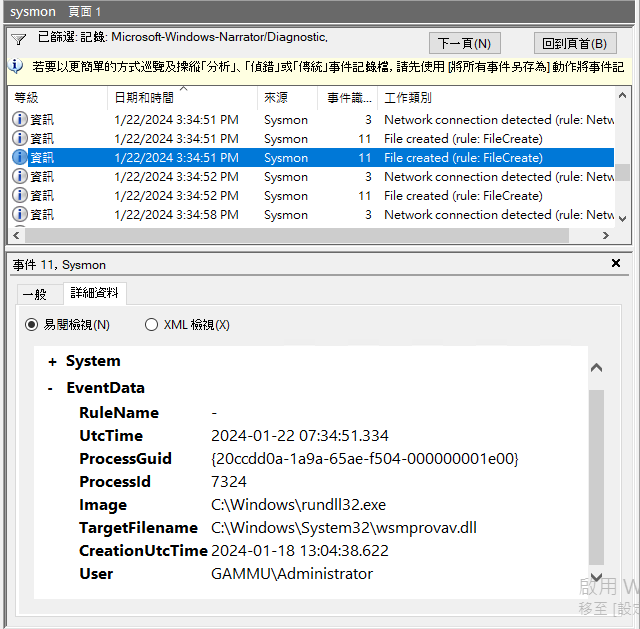 sysmon 頁面 1
已篩選: 記錄: Microsoft-Windows-Narrator/Diagnostic,
下一頁(N)
回到頁首(B)
若要以更簡單的方式巡覽及操縱「分析」、「偵錯」或「傳統」事件記錄檔, 請先使用 [將所有事件另存為] 動作將事件記
等級 日期和時間 來源 事件識... 工作類別
資訊 1/22/2024 3:34:51 PM Sysmon 3 Network connection detected (rule: Netw
資訊 1/22/2024 3:34:51 PM Sysmon 11 File created (rule: FileCreate)
資訊 1/22/2024 3:34:51 PM Sysmon 11 File created (rule: FileCreate)
資訊 1/22/2024 3:34:52 PM Sysmon 3 Network connection detected (rule: Netw
資訊 1/22/2024 3:34:52 PM Sysmon 11 File created (rule: FileCreate)
資訊 1/22/2024 3:34:58 PM Sysmon 3 Network connection detected (rule: Netw
事件 11, Sysmon
一般 詳細資料
易閱檢視(N) XML 檢視(X)
+ System
- EventData
RuleName -
UtcTime 2024-01-22 07:34:51.334
ProcessGuid {20ccdd0a-1a9a-65ae-f504-000000001e00}
ProcessId 7324
Image C:\Windows\rundll32.exe
TargetFilename C:\Windows\System32\wsmprovav.dll
CreationUtcTime 2024-01-18 13:04:38.622
User GAMMU\Administrator
啟用 W
移至 [設定